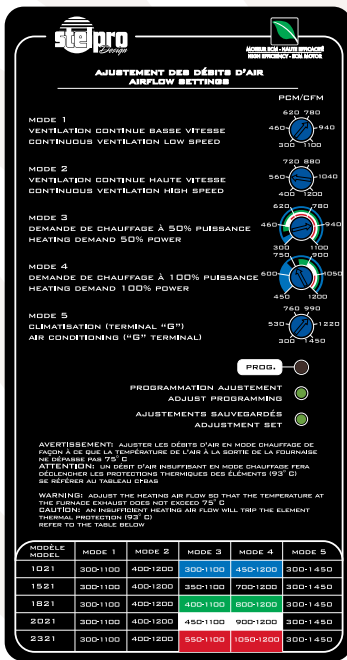 stelpro
Design
MOTEUR ECM - HAUTE EFFICACITÉ
HIGH EFFICIENCY - ECM MOTOR
AJUSTEMENT DES DÉBITS D'AIR
AIRFLOW SETTINGS
PCM/CFM
MODE 1
VENTILATION CONTINUE BASSE VITESSE
CONTINUOUS VENTILATION LOW SPEED
620 780
460 940
300 1100
MODE 2
VENTILATION CONTINUE HAUTE VITESSE
CONTINUOUS VENTILATION HIGH SPEED
720 880
560 1040
400 1200
MODE 3
DEMANDE DE CHAUFFAGE À 50% PUISSANCE
HEATING DEMAND 50% POWER
620 780
460 940
300 1100
MODE 4
DEMANDE DE CHAUFFAGE À 100% PUISSANCE
HEATING DEMAND 100% POWER
750 900
600 1050
450 1200
MODE 5
CLIMATISATION (TERMINAL "G")
AIR CONDITIONING ("G" TERMINAL)
760 990
530 1220
300 1450
PROG.
PROGRAMMATION AJUSTEMENT
ADJUST PROGRAMMING
AJUSTEMENTS SAUVEGARDÉS
ADJUSTMENT SET
AVERTISSEMENT: AJUSTER LES DÉBITS D'AIR EN MODE CHAUFFAGE DE
FAÇON À CE QUE LA TEMPÉRATURE DE L'AIR À LA SORTIE DE LA FOURNAISE
NE DÉPASSE PAS 75° C
ATTENTION: UN DÉBIT D'AIR INSUFFISANT EN MODE CHAUFFAGE FERA
DÉCLENCHER LES PROTECTIONS THERMIQUES DES ÉLÉMENTS (93° C)
SE RÉFÉRER AU TABLEAU CI-BAS
WARNING: ADJUST THE HEATING AIR FLOW SO THAT THE TEMPERATURE AT
THE FURNACE EXHAUST DOES NOT EXCEED 75° C
CAUTION: AN INSUFFICIENT HEATING AIR FLOW WILL TRIP THE ELEMENT
THERMAL PROTECTION (93° C)
REFER TO THE TABLE BELOW
MODÈLE
MODEL MODE 1 MODE 2 MODE 3 MODE 4 MODE 5
1021 300-1100 400-1200 300-1100 450-1200 300-1450
1521 300-1100 400-1200 350-1100 700-1200 300-1450
1821 300-1100 400-1200 400-1100 800-1200 300-1450
2021 300-1100 400-1200 450-1100 900-1200 300-1450
2321 300-1100 400-1200 550-1100 1050-1200 300-1450